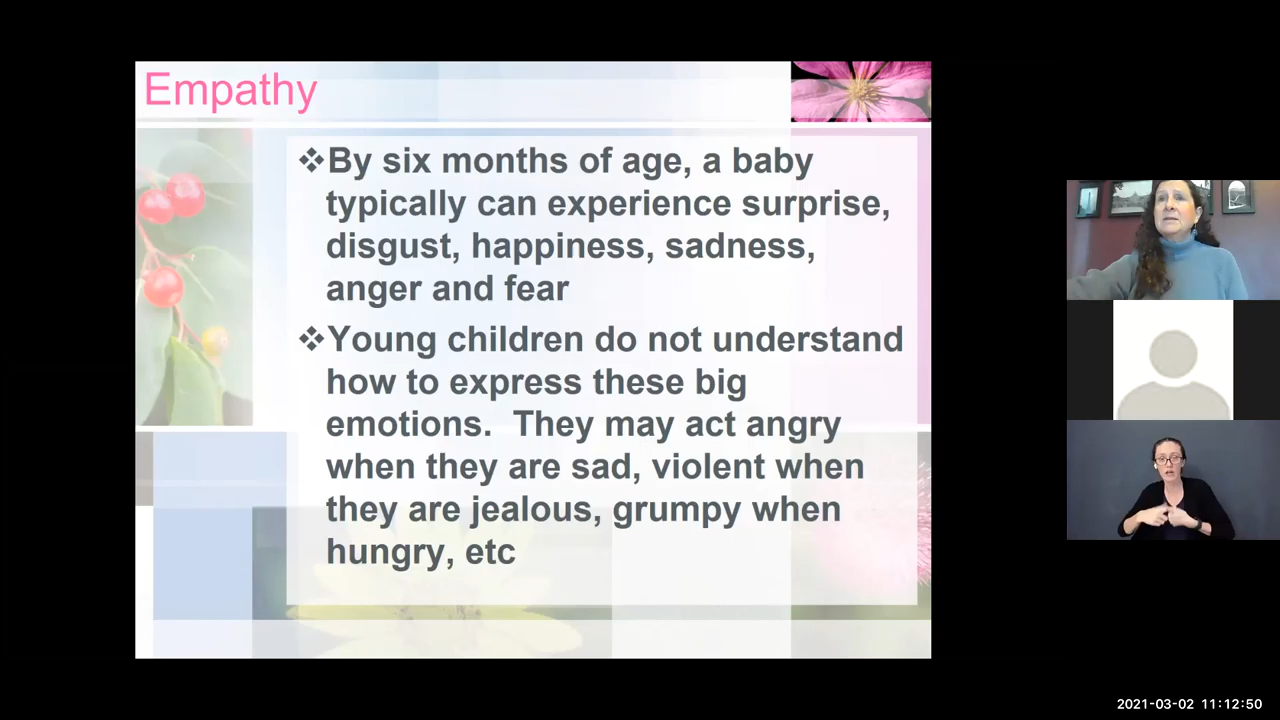 Empathy
❖By six months of age, a baby
typically can experience surprise,
disgust, happiness, sadness,
anger and fear
❖Young children do not understand
how to express these big
emotions.  They may act angry
when they are sad, violent when
they are jealous, grumpy when
hungry, etc
2021-03-02 11:12:50